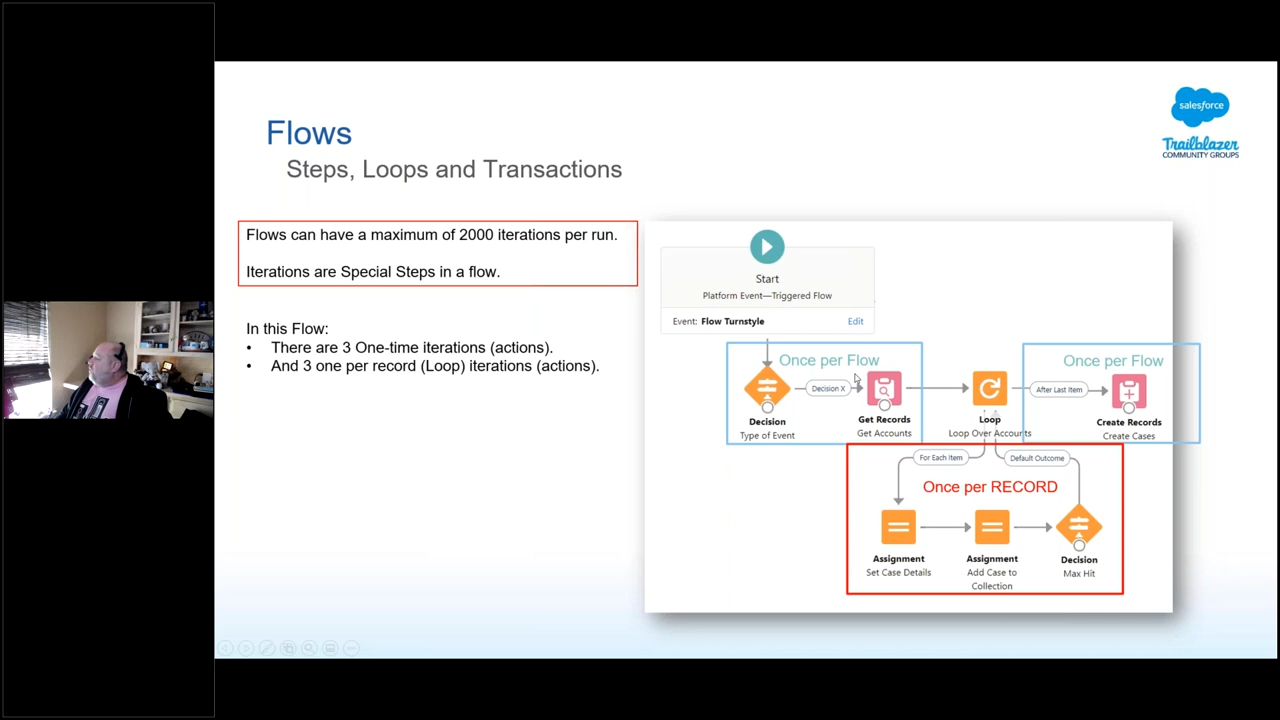 salesforce
Trailblazer
COMMUNITY GROUPS
Flows
Steps, Loops and Transactions
Flows can have a maximum of 2000 iterations per run.
Iterations are Special Steps in a flow.
In this Flow:
• There are 3 One-time iterations (actions).
• And 3 one per record (Loop) iterations (actions).
Start
Platform Event—Triggered Flow
Event: Flow Turnstyle Edit
Once per Flow
Decision X
Decision
Type of Event
Get Records
Get Accounts
Loop
Loop Over Accounts
After Last Item
Once per Flow
Create Records
Create Cases
For Each Item
Default Outcome
Once per RECORD
Assignment
Set Case Details
Assignment
Add Case to
Collection
Decision
Max Hit